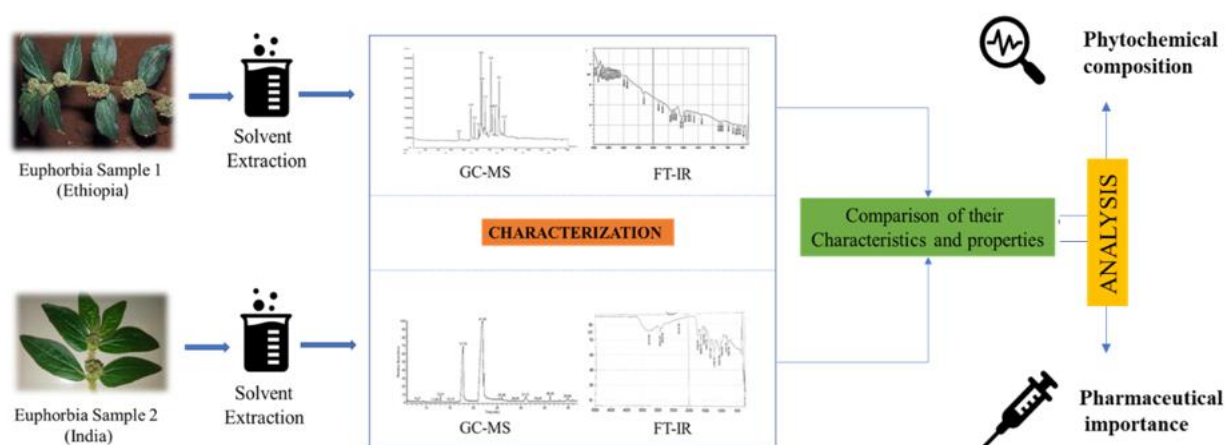 Euphorbia Sample 1
(Ethiopia)
Solvent
Extraction
GC-MS
FT-IR
CHARACTERIZATION
Euphorbia Sample 2
(India)
Solvent
Extraction
GC-MS
FT-IR
Comparison of their
Characteristics and properties
ANALYSIS
Phytochemical
composition
Pharmaceutical
importance